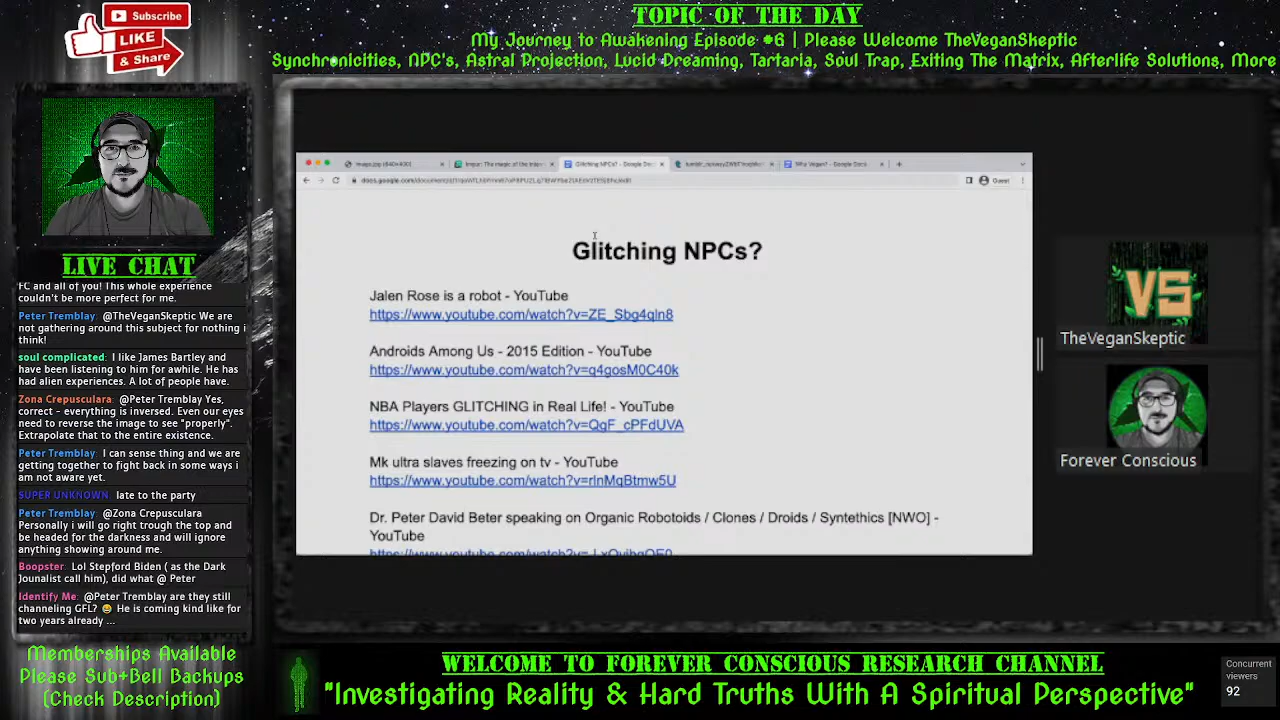 Subscribe
LIKE
& Share
TOPIC OF THE DAY
My Journey to Awakening Episode #6 | Please Welcome TheVeganSkeptic
Synchronicities, NPC's, Astral Projection, Lucid Dreaming, Tartaria, Soul Trap, Exiting The Matrix, Afterlife Solutions, More
LIVE CHAT
FC and all of you! This whole experience
couldn't be more perfect for me.
Peter Tremblay: @TheVeganSkeptic We are
not gathering around this subject for nothing i
think!
soul complicated: I like James Bartley and
have been listening to him for awhile. He has
had alien experiences. A lot of people have.
Zona Crepusculara: @Peter Tremblay Yes,
correct - everything is inversed. Even our eyes
need to reverse the image to see "properly".
Extrapolate that to the entire existence.
Peter Tremblay: I can sense thing and we are
getting together to fight back in some ways i
am not aware yet.
SUPER UNKNOWN: late to the party
Peter Tremblay: @Zona Crepusculara
Personally i will go right trough the top and
be headed for the darkness and will ignore
anything showing around me.
Boopster: Lol Stepford Biden ( as the Dark
Jounalist call him), did what @ Peter
Identify Me: @Peter Tremblay are they still
channeling GFL? 😄 He is coming kind like for
two years already ...
Memberships Available
Please Sub+Bell Backups
(Check Description)
Glitching NPCs? - Google Do
Why Vegan? - Google Docs
Guest
Glitching NPCs?
Jalen Rose is a robot - YouTube
https://www.youtube.com/watch?v=ZE_Sbg4qln8
Androids Among Us - 2015 Edition - YouTube
https://www.youtube.com/watch?v=q4gosM0C40k
NBA Players GLITCHING in Real Life! - YouTube
https://www.youtube.com/watch?v=QgF_cPFdUVA
Mk ultra slaves freezing on tv - YouTube
https://www.youtube.com/watch?v=rlnMqBtmw5U
Dr. Peter David Beter speaking on Organic Robotoids / Clones / Droids / Syntethics [NWO] -
YouTube
VS
TheVeganSkeptic
Forever Conscious
WELCOME TO FOREVER CONSCIOUS RESEARCH CHANNEL
"Investigating Reality & Hard Truths With A Spiritual Perspective"
Concurrent
viewers
92